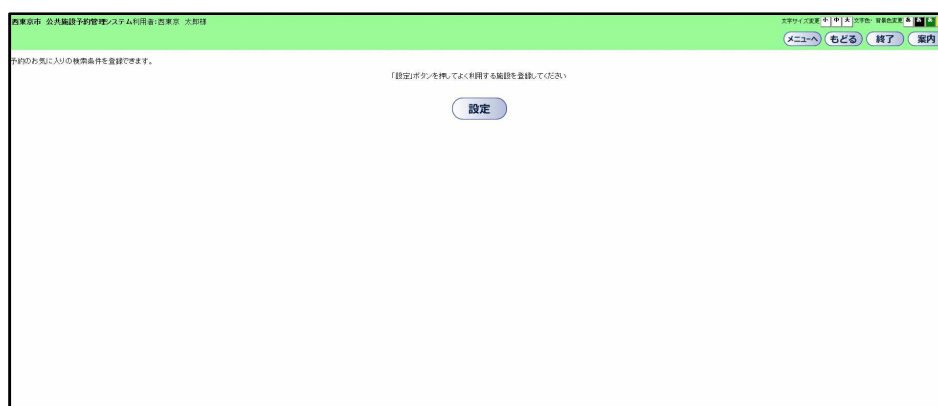 西東京市 公共施設予約管理システム利用者:西東京 太郎様
文字サイズ変更 小 中 大 文字色・背景色変更 あ あ あ
メニューへ もどる 終了 案内
予約のお気に入りの検索条件を登録できます。
「設定」ボタンを押してよく利用する施設を登録してください
設定